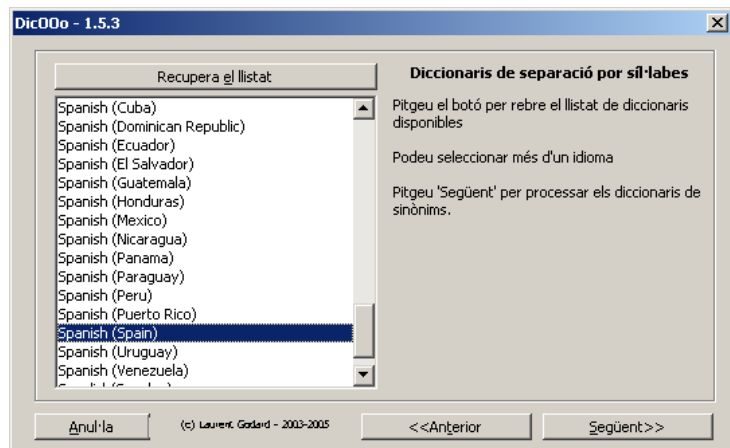 DicOOo - 1.5.3
Recupera el llistat
Spanish (Cuba)
Spanish (Dominican Republic)
Spanish (Ecuador)
Spanish (El Salvador)
Spanish (Guatemala)
Spanish (Honduras)
Spanish (Mexico)
Spanish (Nicaragua)
Spanish (Panama)
Spanish (Paraguay)
Spanish (Peru)
Spanish (Puerto Rico)
Spanish (Spain)
Spanish (Uruguay)
Spanish (Venezuela)
Diccionaris de separació por síl·labes
Pitgeu el botó per rebre el llistat de diccionaris
disponibles
Podeu seleccionar més d'un idioma
Pitgeu 'Següent' per processar els diccionaris de
sinònims.
Anul·la
(c) Laurent Godard - 2003-2005
<<Anterior
Següent>>